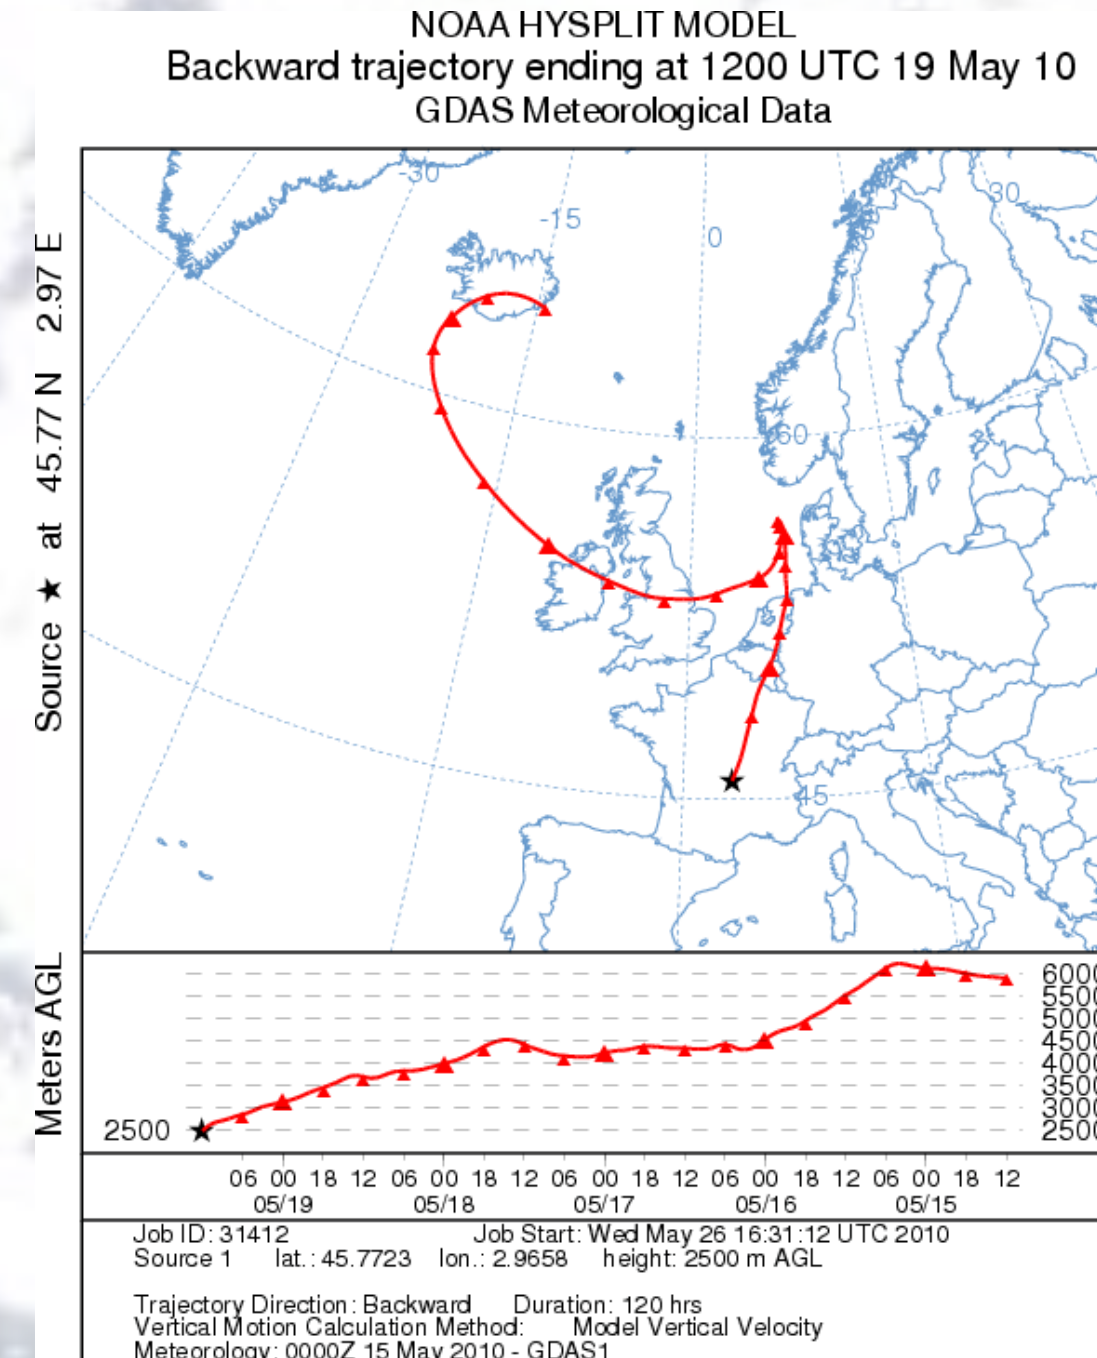 NOAA HYSPLIT MODEL
Backward trajectory ending at 1200 UTC 19 May 10
GDAS Meteorological Data
Source ★ at 45.77 N 2.97 E
-30
-15
0
30
60
45
Meters AGL
2500
6000
5500
5000
4500
4000
3500
3000
2500
06 00 18 12 06 00 18 12 06 00 18 12 06 00 18 12 06 00 18 12
05/19 05/18 05/17 05/16 05/15
Job ID: 31412 Job Start: Wed May 26 16:31:12 UTC 2010
Source 1 lat.: 45.7723 lon.: 2.9658 height: 2500 m AGL
Trajectory Direction: Backward Duration: 120 hrs
Vertical Motion Calculation Method: Model Vertical Velocity
Meteorology: 0000Z 15 May 2010 - GDAS1